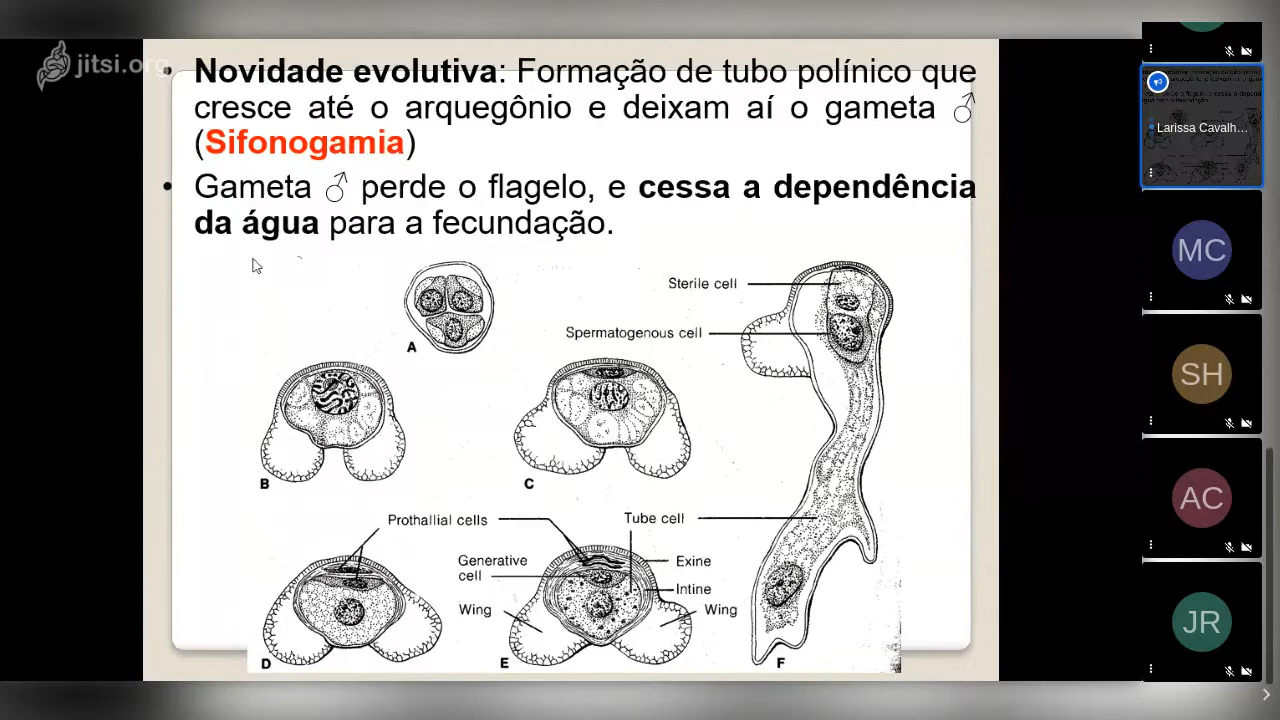 jitsi.org
• Novidade evolutiva: Formação de tubo polínico que
cresce até o arquegônio e deixam aí o gameta ♂
(Sifonogamia)
• Gameta ♂ perde o flagelo, e cessa a dependência
da água para a fecundação.
Sterile cell
Spermatogenous cell
A
B
C
Prothallial cells
Tube cell
Generative
cell
Exine
Intine
Wing
Wing
D
E
F
Larissa Cavalh...
MC
SH
AC
JR